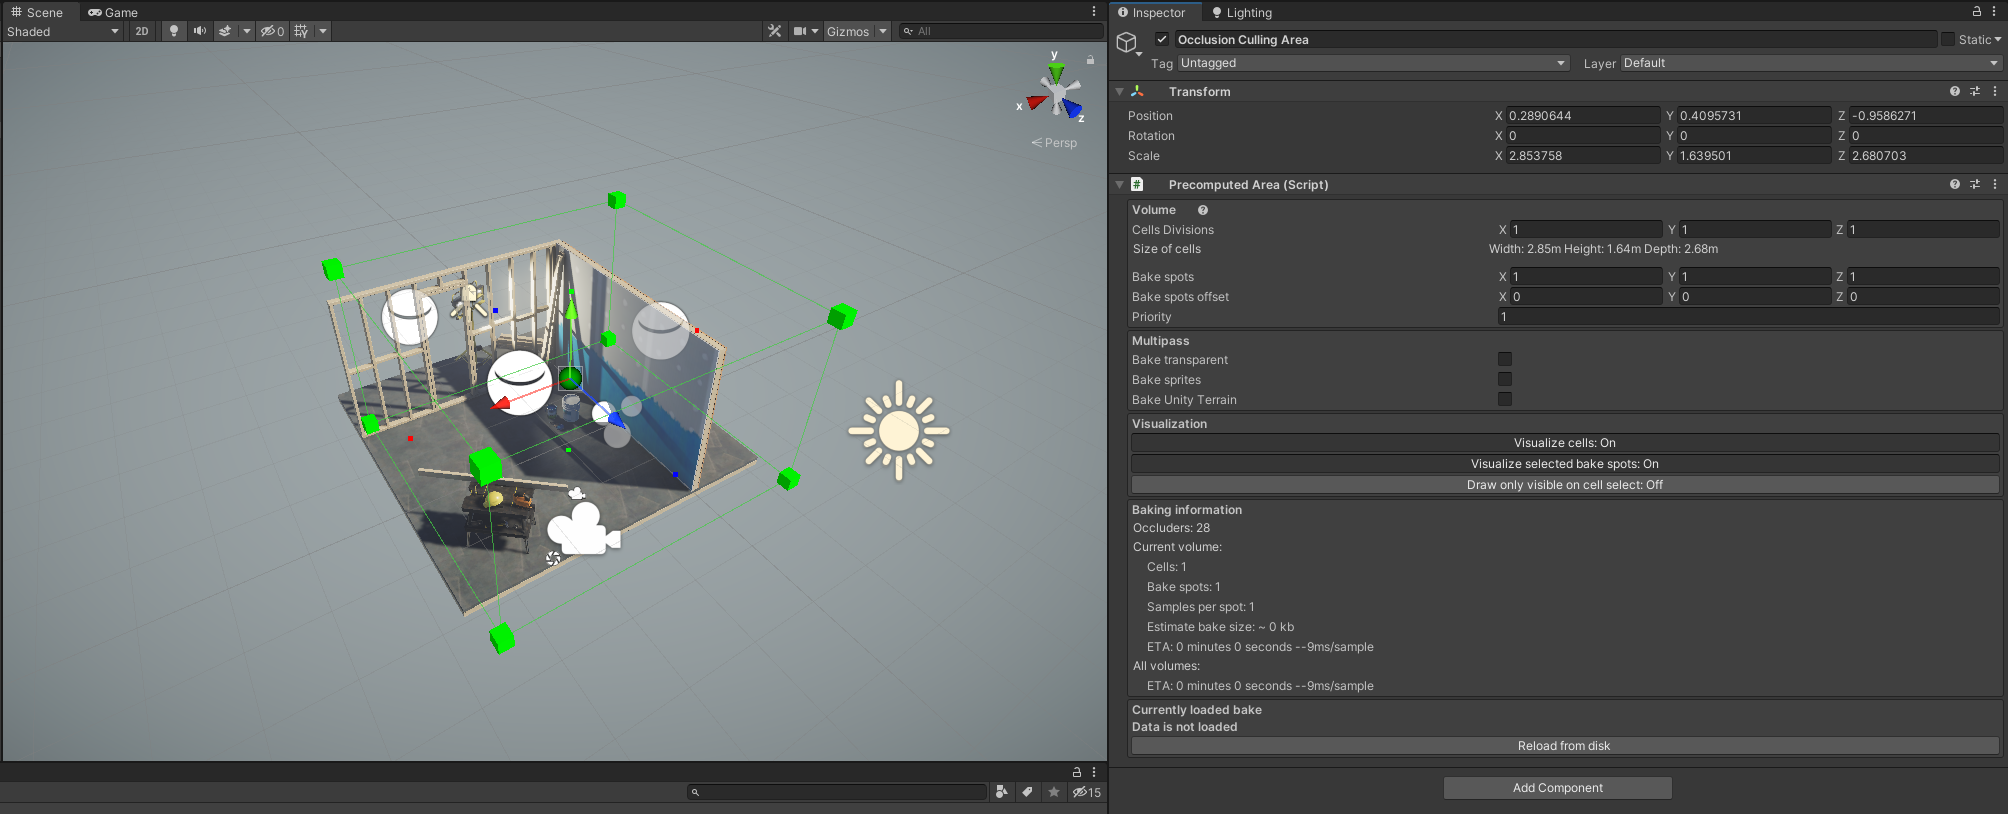 Scene Game
Shaded 2D 0 Gizmos All
y
x
z
Persp
15
Inspector Lighting
Occlusion Culling Area Static
Tag Untagged Layer Default
Transform
Position X 0.2890644 Y 0.4095731 Z -0.9586271
Rotation X 0 Y 0 Z 0
Scale X 2.853758 Y 1.639501 Z 2.680703
# Precomputed Area (Script)
Volume
Cells Divisions X 1 Y 1 Z 1
Size of cells Width: 2.85m Height: 1.64m Depth: 2.68m
Bake spots X 1 Y 1 Z 1
Bake spots offset X 0 Y 0 Z 0
Priority 1
Multipass
Bake transparent
Bake sprites
Bake Unity Terrain
Visualization
Visualize cells: On
Visualize selected bake spots: On
Draw only visible on cell select: Off
Baking information
Occluders: 28
Current volume:
Cells: 1
Bake spots: 1
Samples per spot: 1
Estimate bake size: ~ 0 kb
ETA: 0 minutes 0 seconds --9ms/sample
All volumes:
ETA: 0 minutes 0 seconds --9ms/sample
Currently loaded bake
Data is not loaded
Reload from disk
Add Component